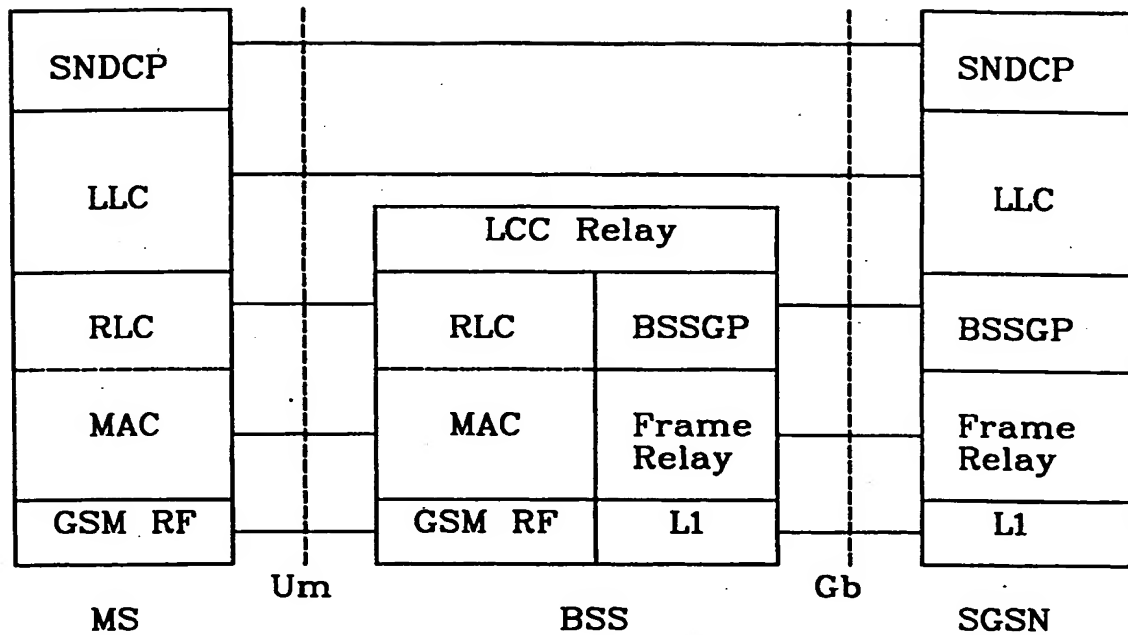 SNDCP
SNDCP
LLC
LLC
LCC Relay
RLC
RLC
BSSGP
BSSGP
MAC
MAC
Frame
Relay
Frame
Relay
GSM RF
GSM RF
L1
L1
Um
Gb
MS
BSS
SGSN